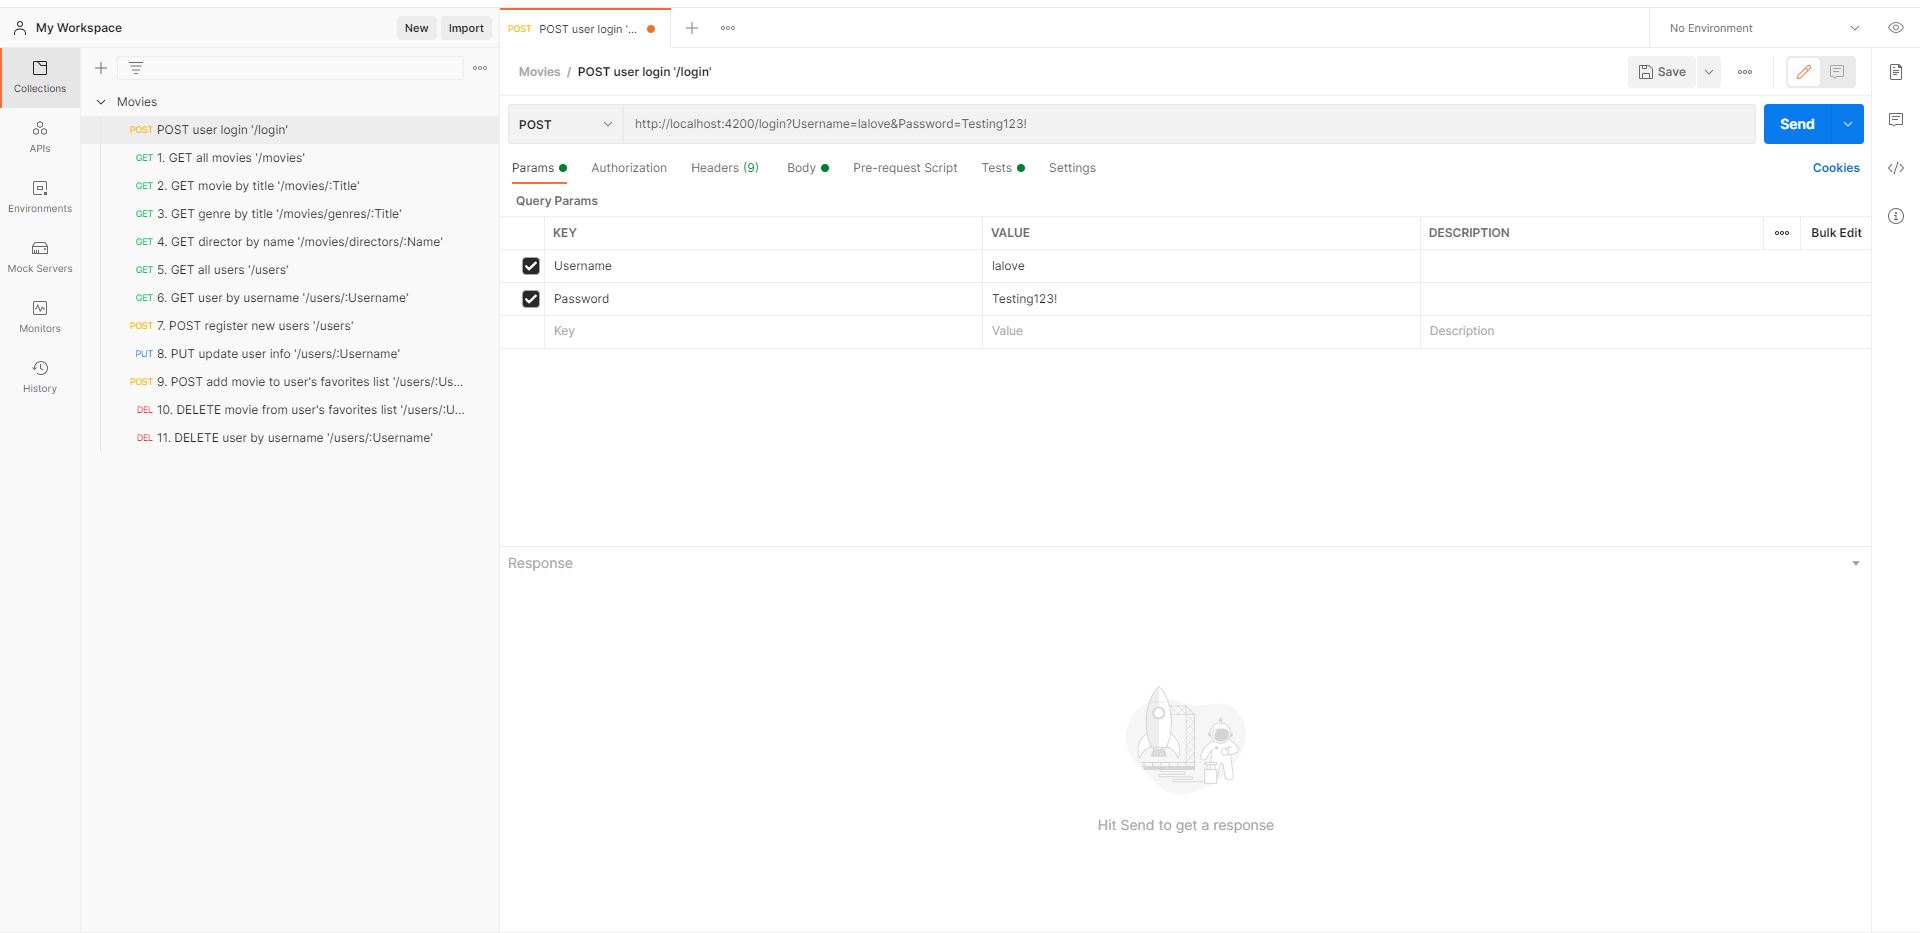 My Workspace
New
Import
POST POST user login '...
No Environment
Collections
APIs
Environments
Mock Servers
Monitors
History
Movies
POST POST user login '/login'
GET 1. GET all movies '/movies'
GET 2. GET movie by title '/movies/:Title'
GET 3. GET genre by title '/movies/genres/:Title'
GET 4. GET director by name '/movies/directors/:Name'
GET 5. GET all users '/users'
GET 6. GET user by username '/users/:Username'
POST 7. POST register new users '/users'
PUT 8. PUT update user info '/users/:Username'
POST 9. POST add movie to user's favorites list '/users/:Us...
DEL 10. DELETE movie from user's favorites list '/users/:U...
DEL 11. DELETE user by username '/users/:Username'
Movies / POST user login '/login'
Save
POST
http://localhost:4200/login?Username=lalove&Password=Testing123!
Send
Params Authorization Headers (9) Body Pre-request Script Tests Settings
Cookies
Query Params
KEY VALUE DESCRIPTION Bulk Edit
Username lalove
Password Testing123!
Key Value Description
Response
Hit Send to get a response